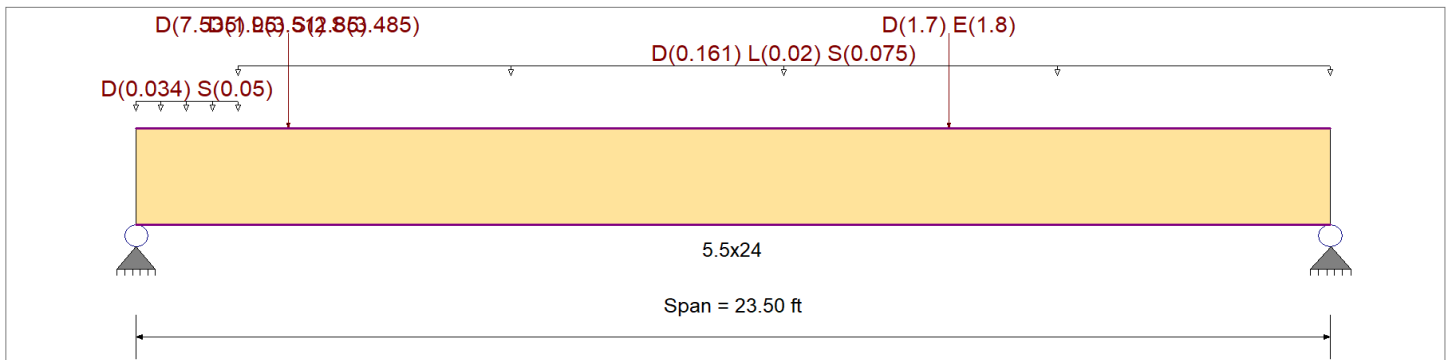 D(1.7) E(1.8)
D(0.161) L(0.02) S(0.075)
D(0.034) S(0.05)
5.5x24
Span = 23.50 ft